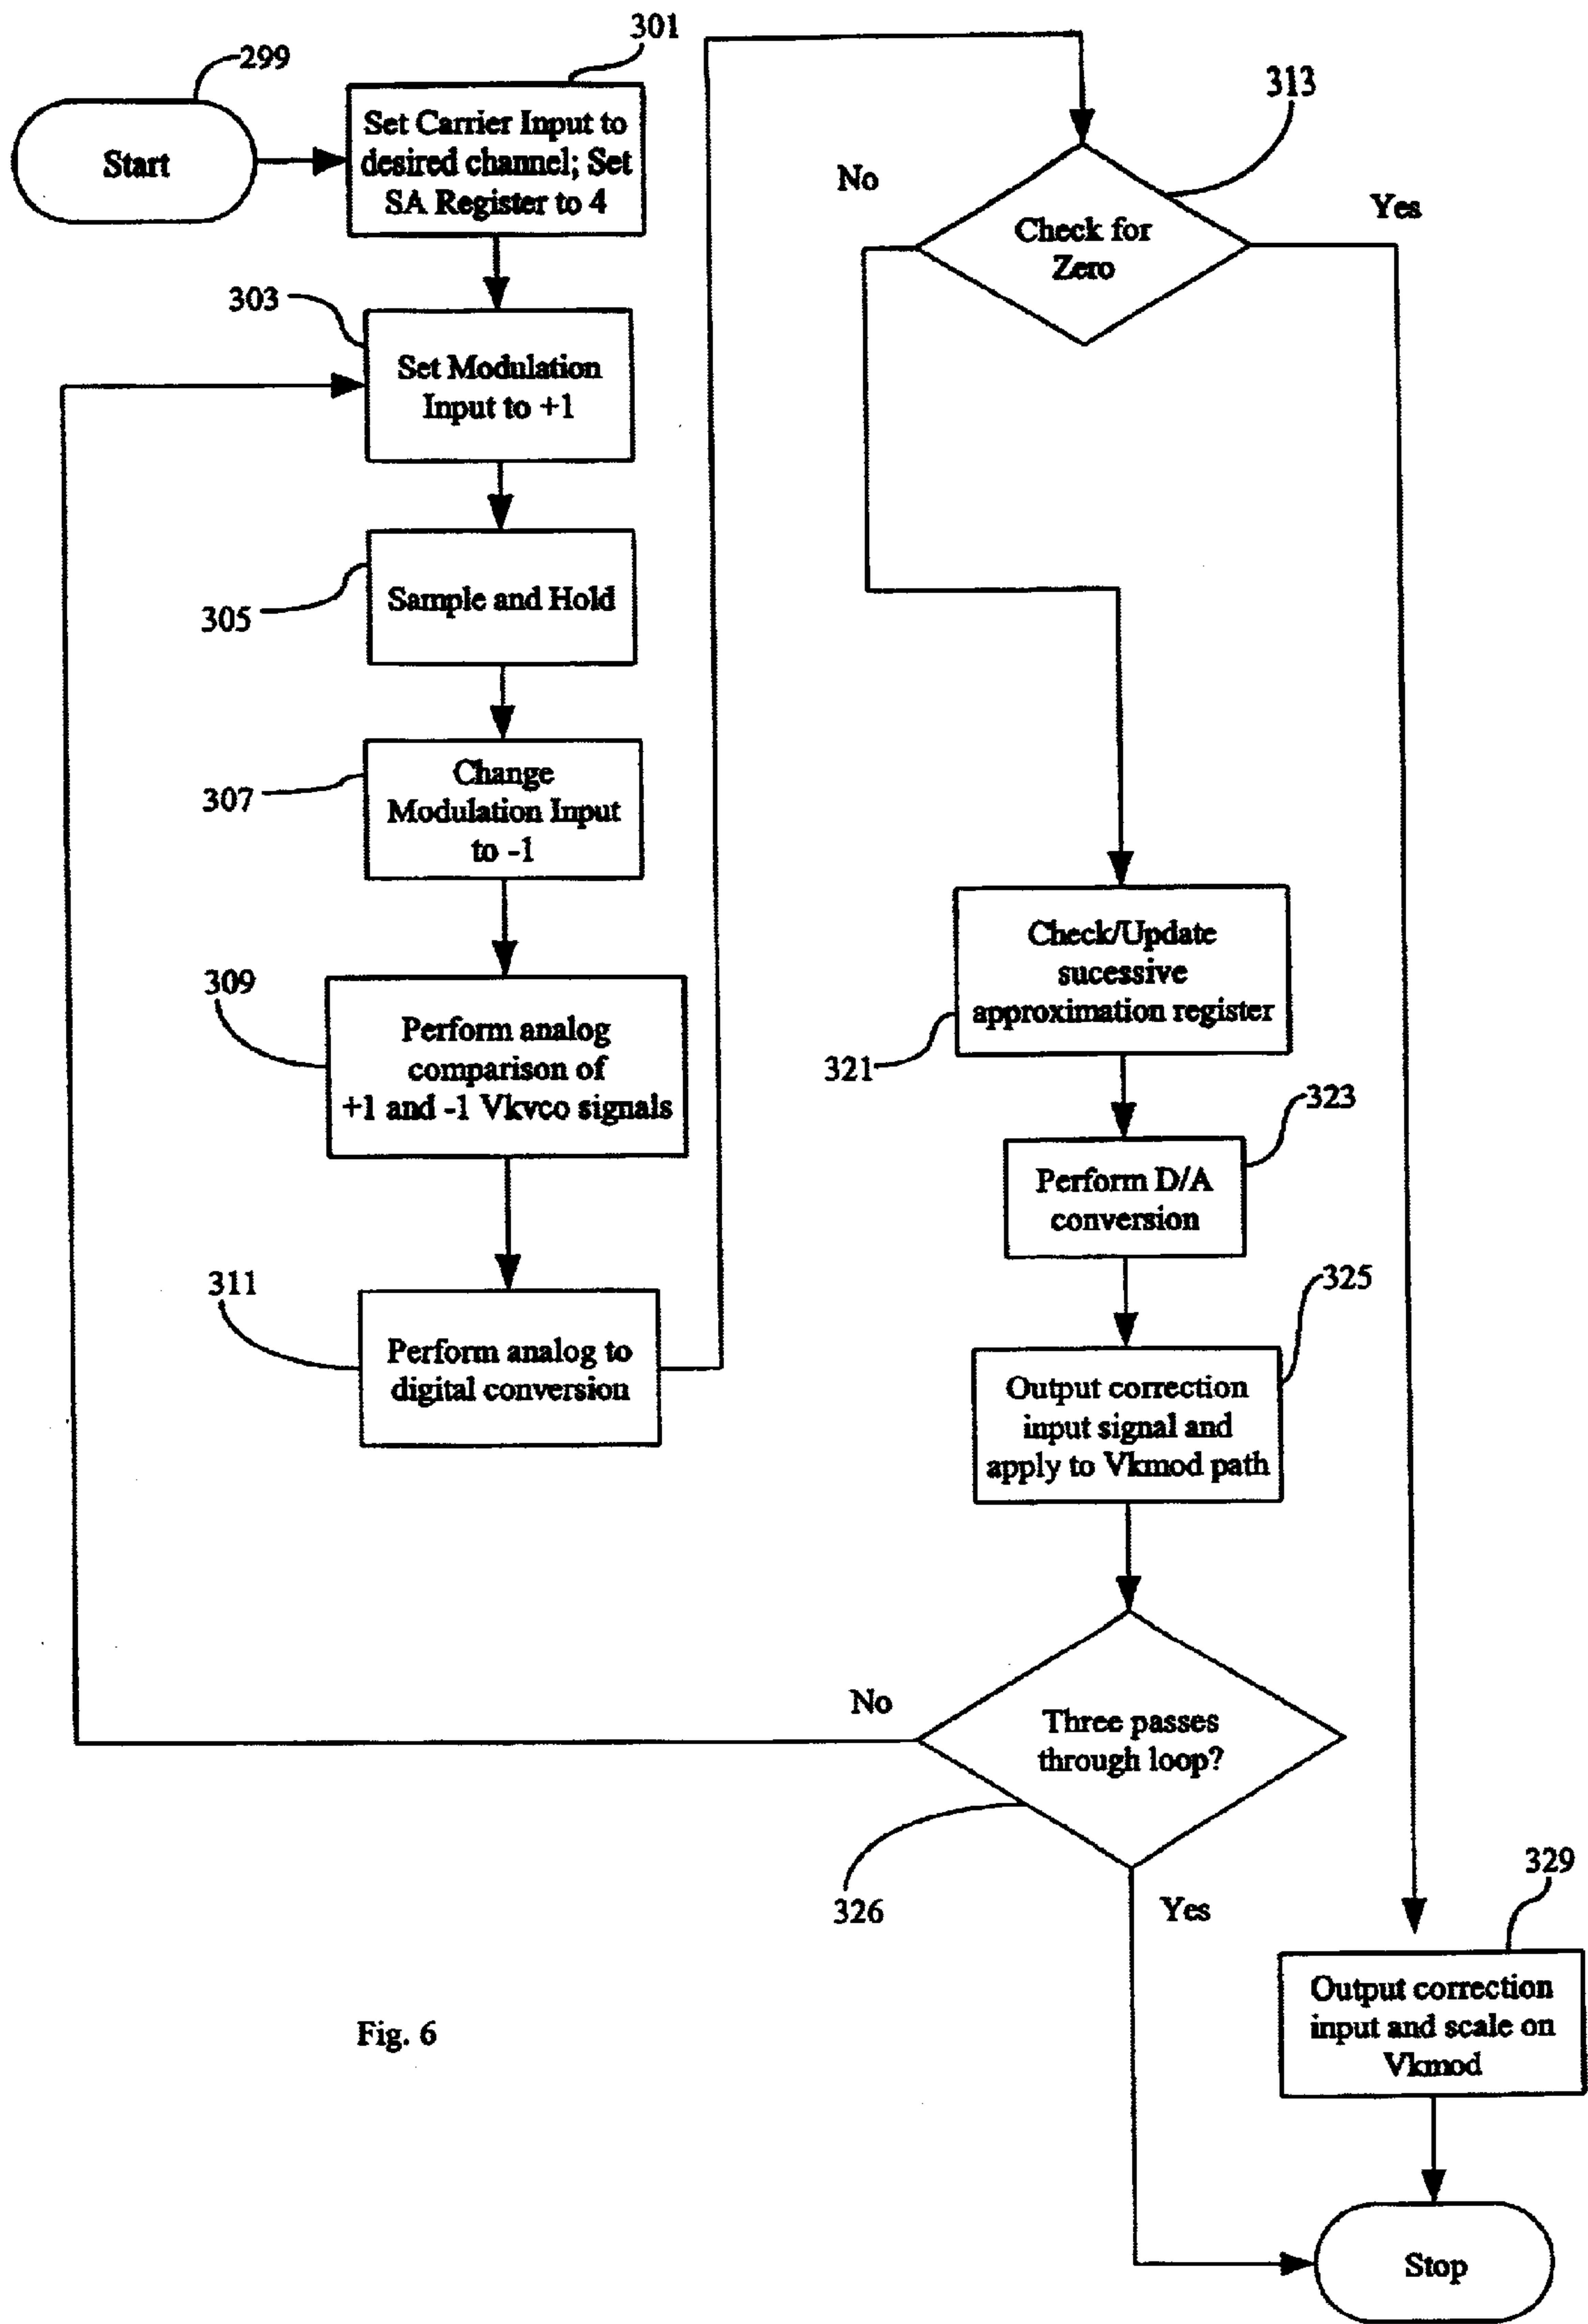 299
Start
301
Set Carrier Input to
desired channel; Set
SA Register to 4
303
Set Modulation
Input to +1
305
Sample and Hold
307
Change
Modulation Input
to -1
309
Perform analog
comparison of
+1 and -1 Vkvco signals
311
Perform analog to
digital conversion
313
No
Yes
Check for
Zero
Check/Update
sucessive
approximation register
321
323
Perform D/A
conversion
325
Output correction
input signal and
apply to Vkmod path
No
Three passes
through loop?
326
Yes
329
Output correction
input and scale on
Vkmod
Stop
Fig. 6